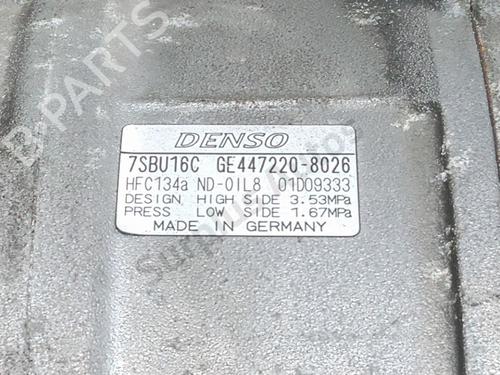 B-PARTS
DENSO
7SBU16C GE447220-8026
HFC134a ND-OIL8 01D09333
DESIGN HIGH SIDE 3.53MPa
PRESS LOW SIDE 1.67MPa
MADE IN GERMANY